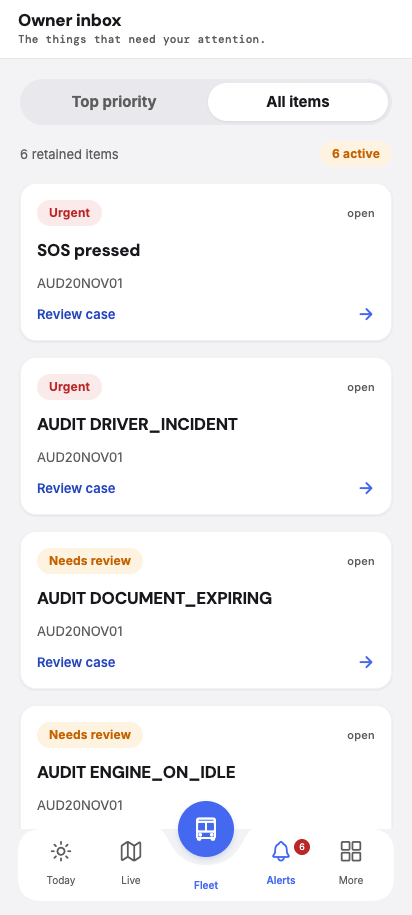 Owner inbox
The things that need your attention.
Top priority
All items
6 retained items
6 active
Urgent
open
SOS pressed
AUD20NOV01
Review case
Urgent
open
AUDIT DRIVER_INCIDENT
AUD20NOV01
Review case
Needs review
open
AUDIT DOCUMENT_EXPIRING
AUD20NOV01
Review case
Needs review
open
AUDIT ENGINE_ON_IDLE
AUD20NOV01
6
Today
Live
Fleet
Alerts
More